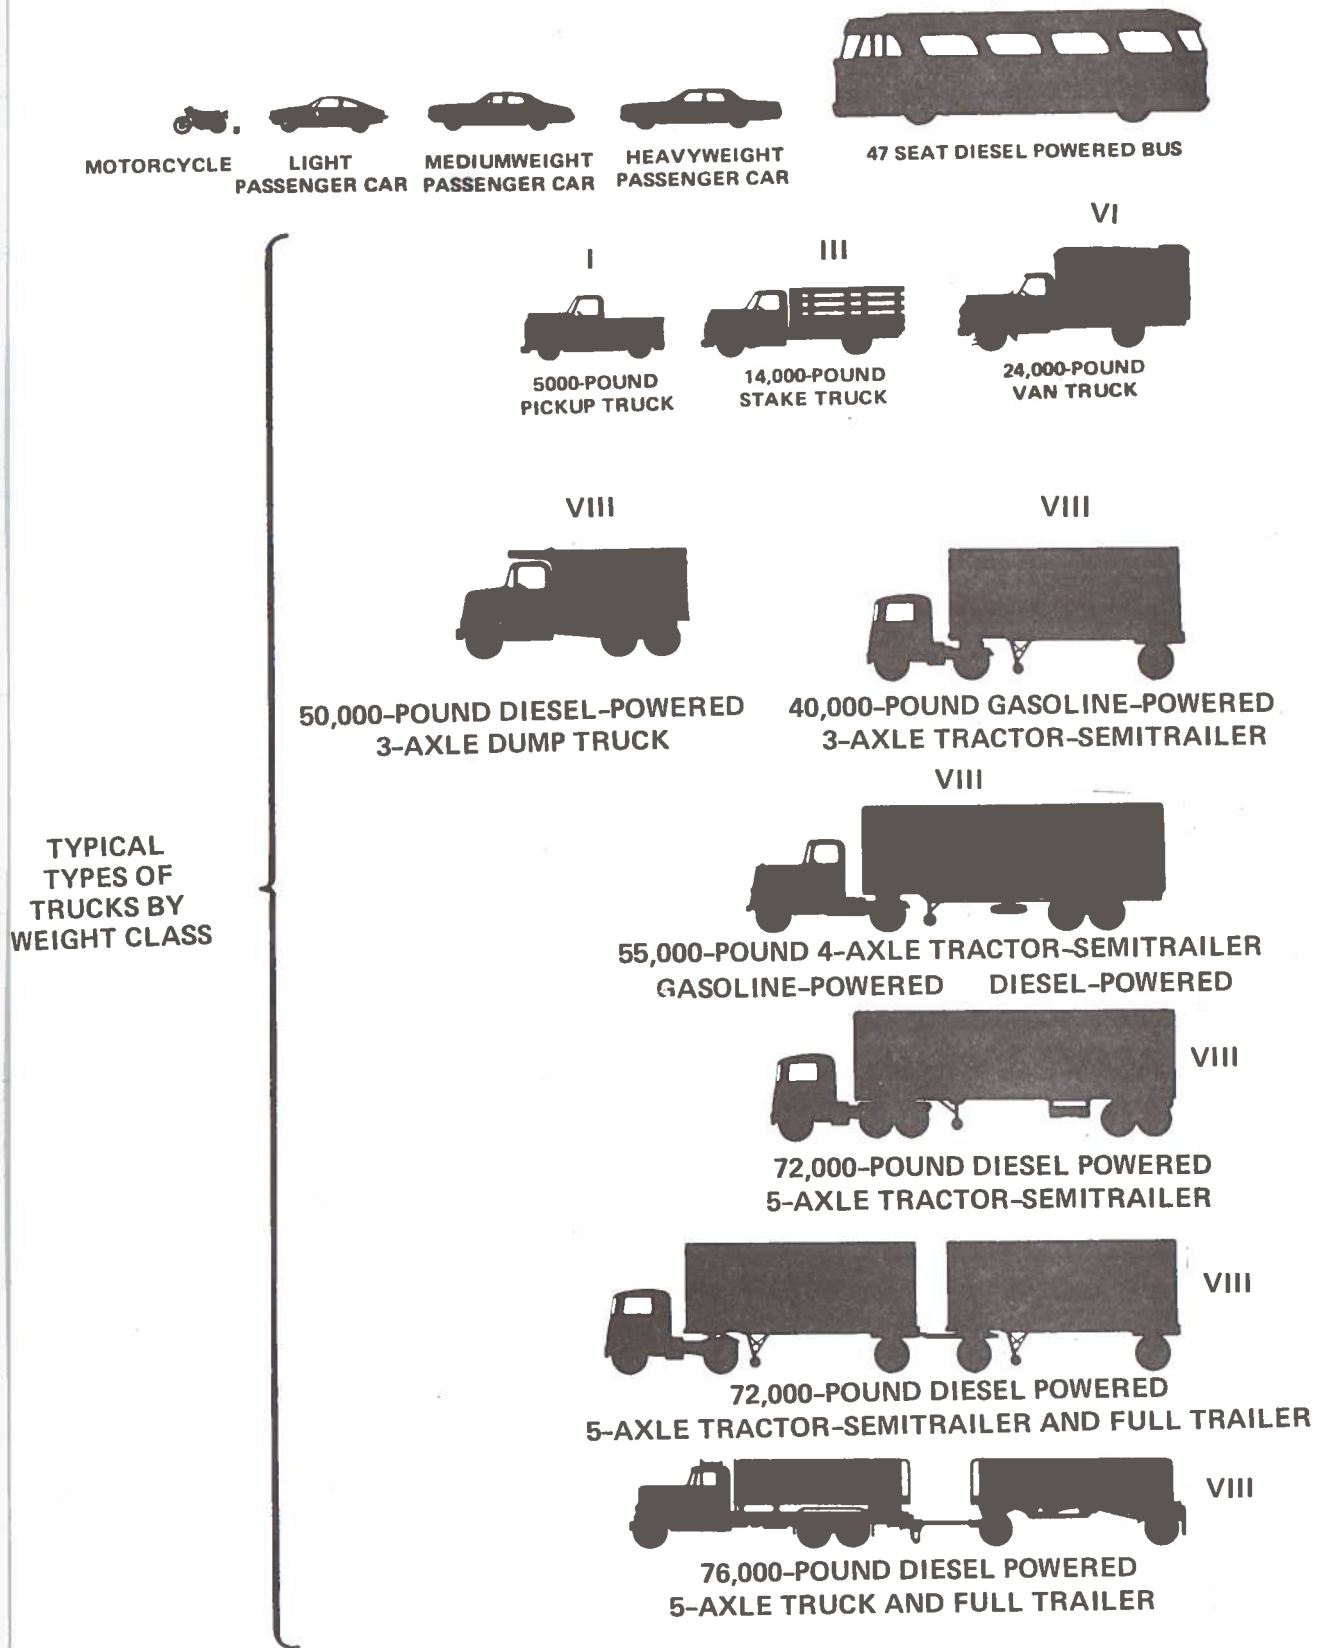 MOTORCYCLE
LIGHT
PASSENGER CAR
MEDIUMWEIGHT
PASSENGER CAR
HEAVYWEIGHT
PASSENGER CAR
47 SEAT DIESEL POWERED BUS
I
5000-POUND
PICKUP TRUCK
III
14,000-POUND
STAKE TRUCK
VI
24,000-POUND
VAN TRUCK
VIII
50,000-POUND DIESEL-POWERED
3-AXLE DUMP TRUCK
VIII
40,000-POUND GASOLINE-POWERED
3-AXLE TRACTOR-SEMITRAILER
TYPICAL
TYPES OF
TRUCKS BY
WEIGHT CLASS
VIII
55,000-POUND 4-AXLE TRACTOR-SEMITRAILER
GASOLINE-POWERED DIESEL-POWERED
VIII
72,000-POUND DIESEL POWERED
5-AXLE TRACTOR-SEMITRAILER
VIII
72,000-POUND DIESEL POWERED
5-AXLE TRACTOR-SEMITRAILER AND FULL TRAILER
VIII
76,000-POUND DIESEL POWERED
5-AXLE TRUCK AND FULL TRAILER